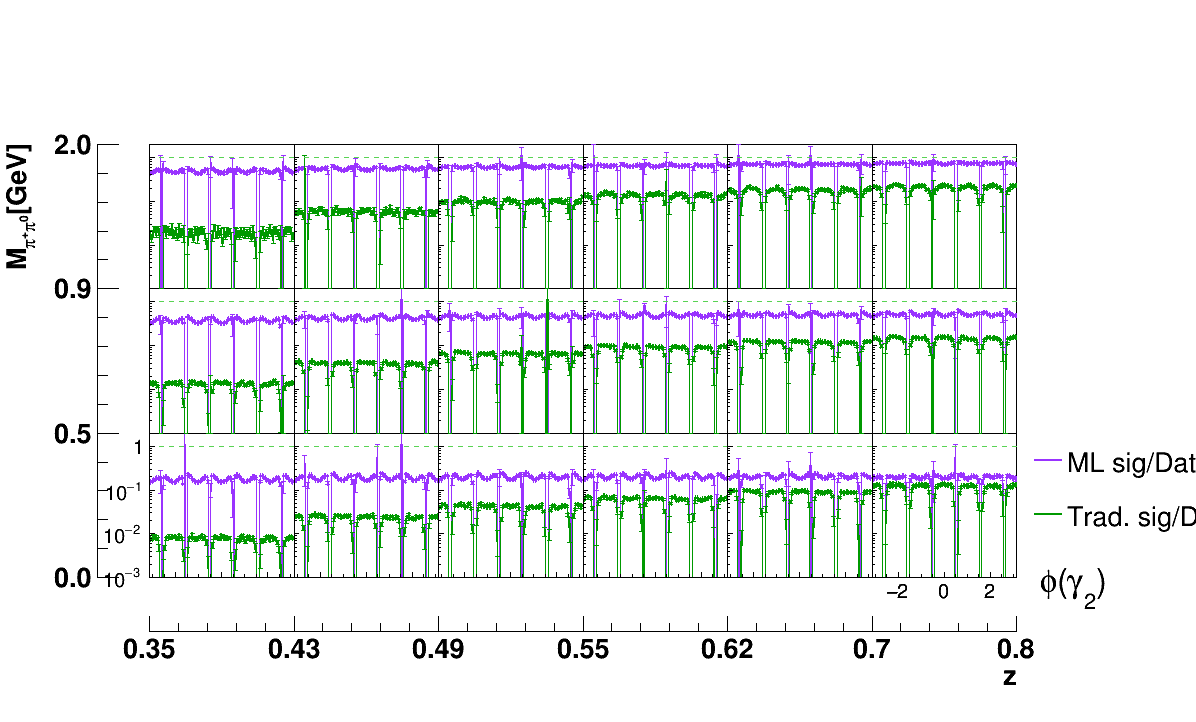 2.0
M_{π⁺π⁰}[GeV]
0.9
0.5
1
10⁻¹
10⁻²
10⁻³
0.0
ML sig/Dat
Trad. sig/D
−2 0 2
ϕ(γ₂)
0.35 0.43 0.49 0.55 0.62 0.7 0.8
z